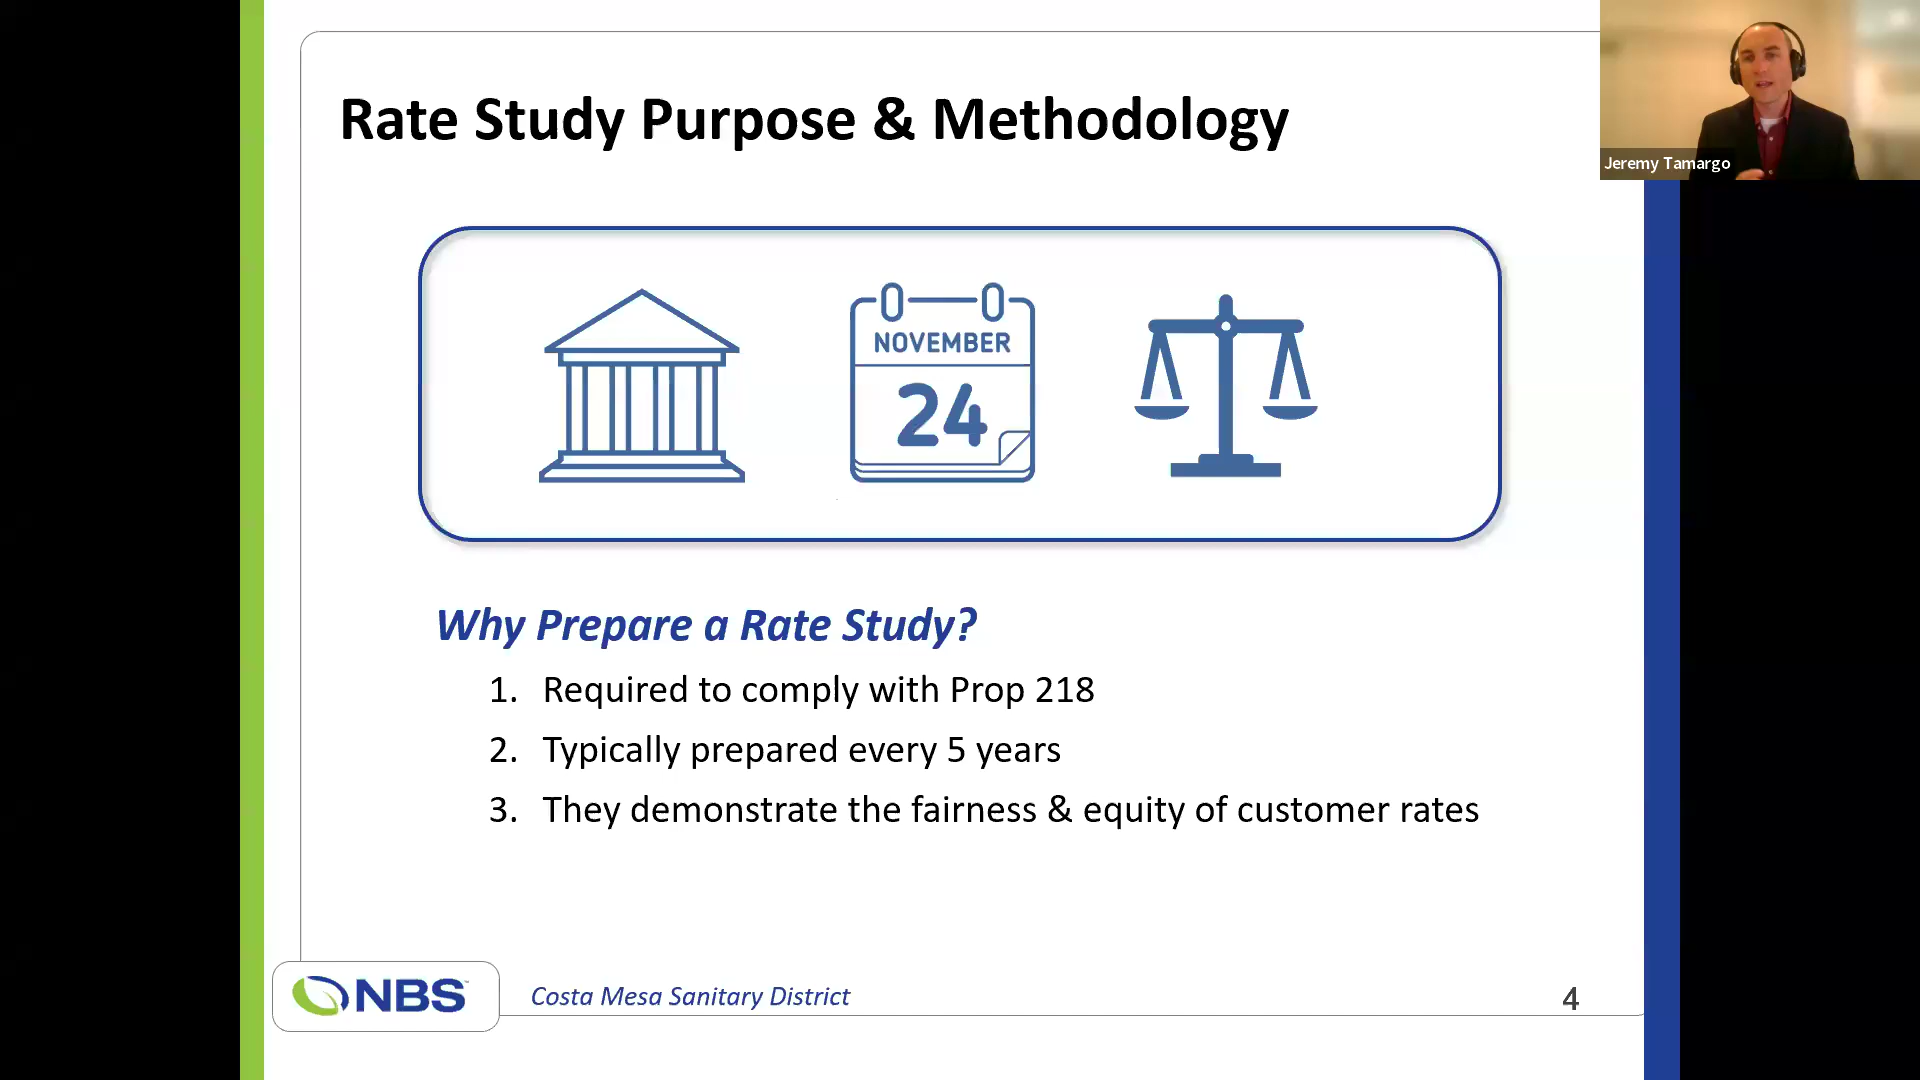 Rate Study Purpose & Methodology
Jeremy Tamargo
NOVEMBER
24
Why Prepare a Rate Study?
1. Required to comply with Prop 218
2. Typically prepared every 5 years
3. They demonstrate the fairness & equity of customer rates
NBS™
Costa Mesa Sanitary District
4